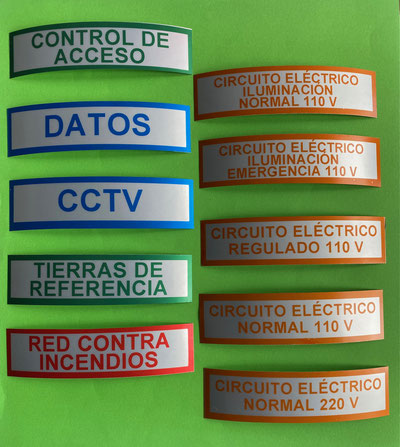 CONTROL DE
ACCESO
DATOS
CCTV
TIERRAS DE
REFERENCIA
RED CONTRA
INCENDIOS
CIRCUITO ELÉCTRICO
ILUMINACIÓN
NORMAL 110 V
CIRCUITO ELÉCTRICO
ILUMINACIÓN
EMERGENCIA 110 V
CIRCUITO ELÉCTRICO
REGULADO 110 V
CIRCUITO ELÉCTRICO
NORMAL 110 V
CIRCUITO ELÉCTRICO
NORMAL 220 V